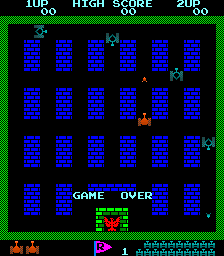 1UP HIGH SCORE 2UP
00 00 00
GAME OVER
R 1